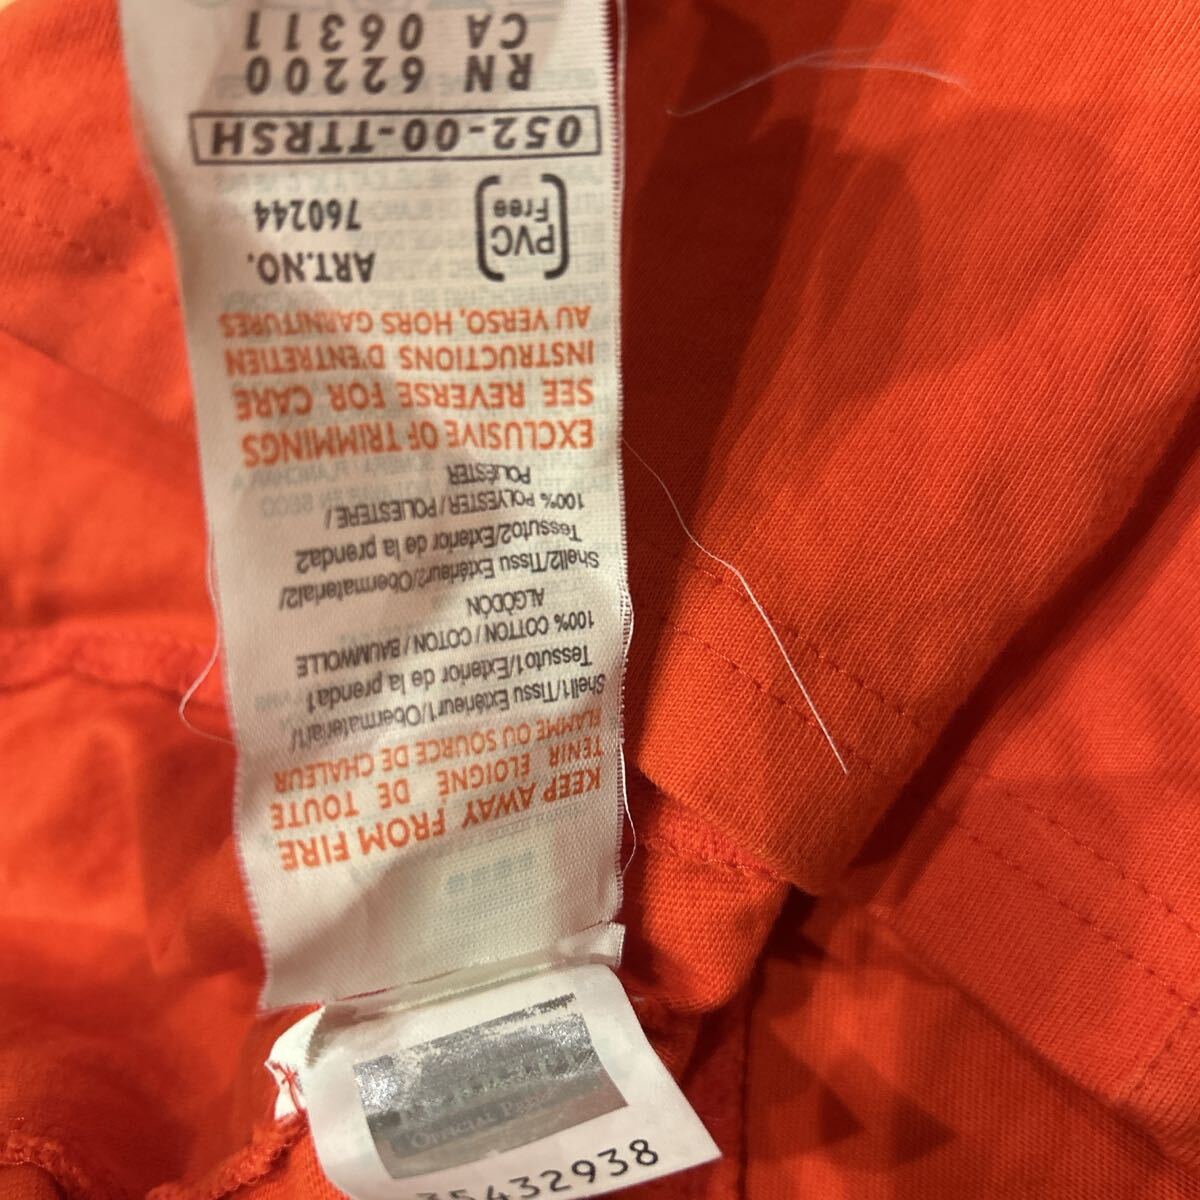 KEEP AWAY FROM FIRE
TENIR ELOIGNE DE TOUTE
FLAMME OU SOURCE DE CHALEUR
Shell1/Tissu Extérieur1/Obermaterial1/
Tessuto1/Exterior de la prenda1
100% COTTON / COTON / BAUMWOLLE
ALGODÓN
Shell2/Tissu Extérieur2/Obermaterial2/
Tessuto2/Exterior de la prenda2
100% POLYESTER / POLIESTERE /
POLIÉSTER
EXCLUSIVE OF TRIMMINGS
SEE REVERSE FOR CARE
INSTRUCTIONS D'ENTRETIEN
AU VERSO, HORS GARNITURES
ART.NO.
760244
PVC
Free
052-00-TTRSH
RN 62200
CA 06311
OFFICIAL
35432938